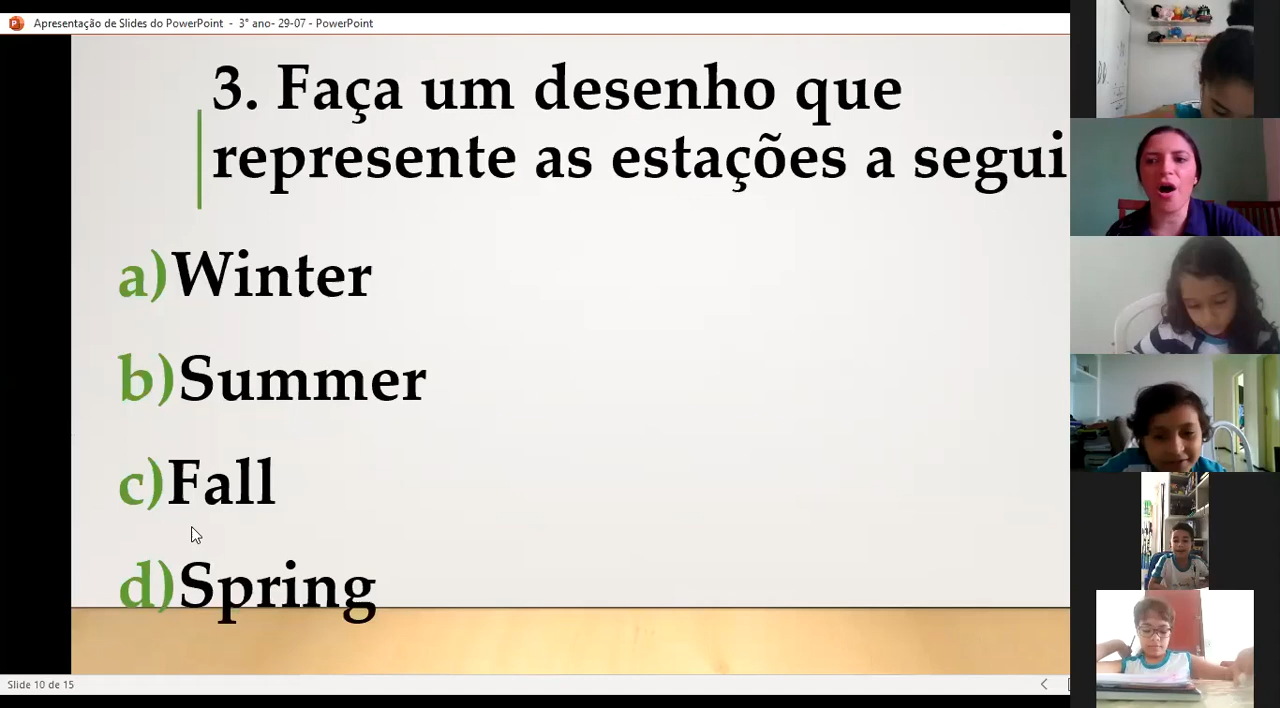 Apresentação de Slides do PowerPoint - 3° ano- 29-07 - PowerPoint
3. Faça um desenho que
represente as estações a segui
a)Winter
b)Summer
c)Fall
d)Spring
Slide 10 de 15